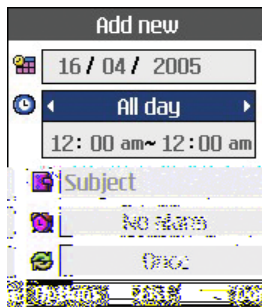 Add new
16 / 04 / 2005
All day
12: 00 am~ 12:00 am
Subject
No alarm
Once